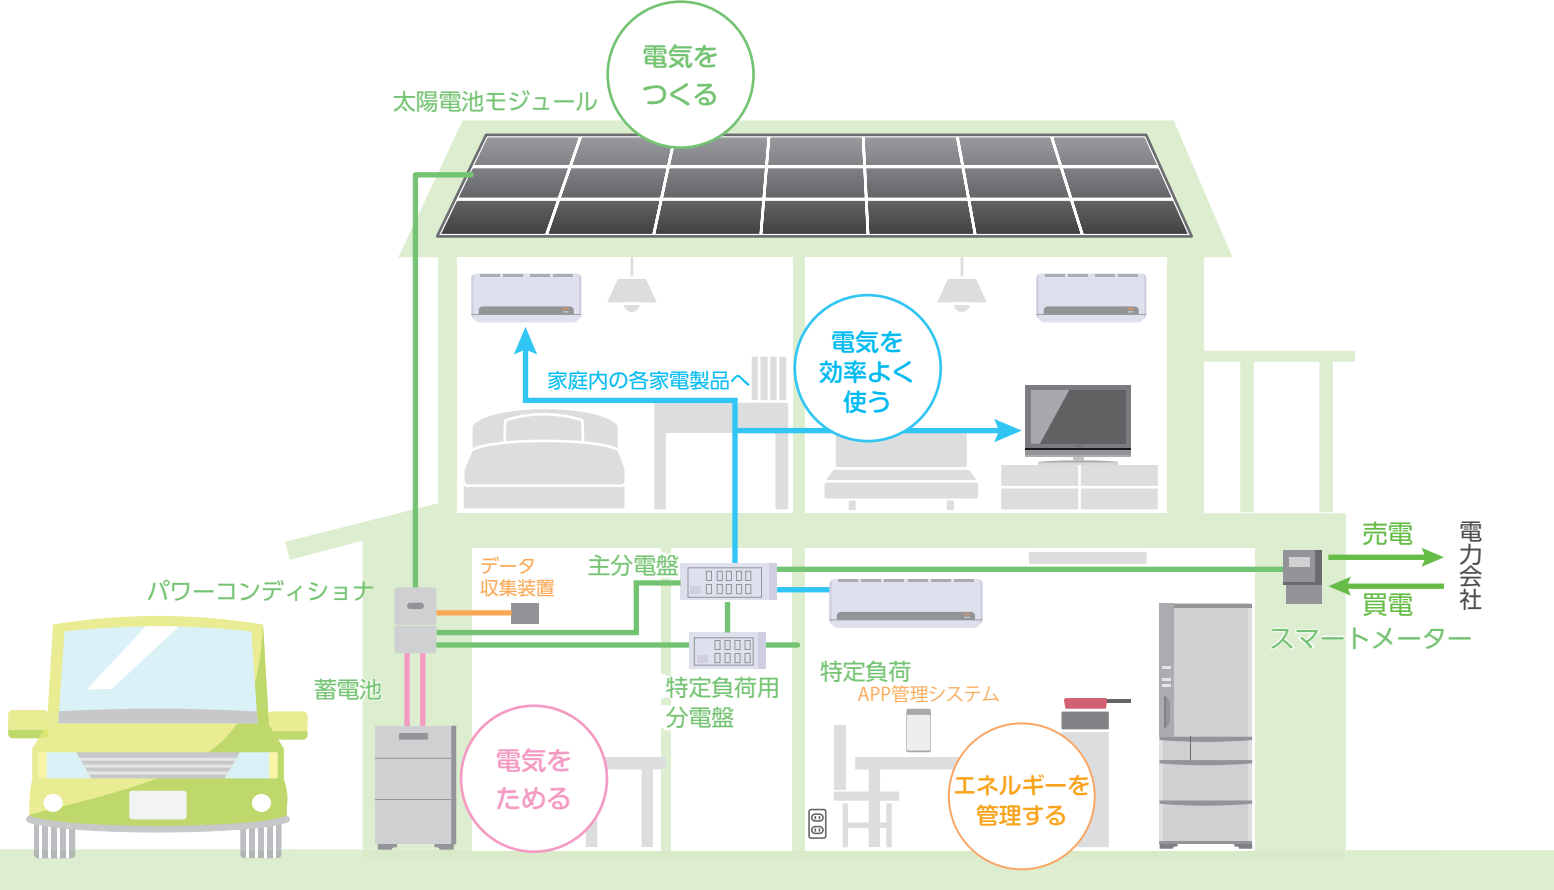 電気を
つくる
太陽電池モジュール
電気を
効率よく
使う
家庭内の各家電製品へ
売電
電力会社
買電
スマートメーター
データ
収集装置
主分電盤
パワーコンディショナ
蓄電池
特定負荷用
分電盤
特定負荷
APP管理システム
電気を
ためる
エネルギーを
管理する